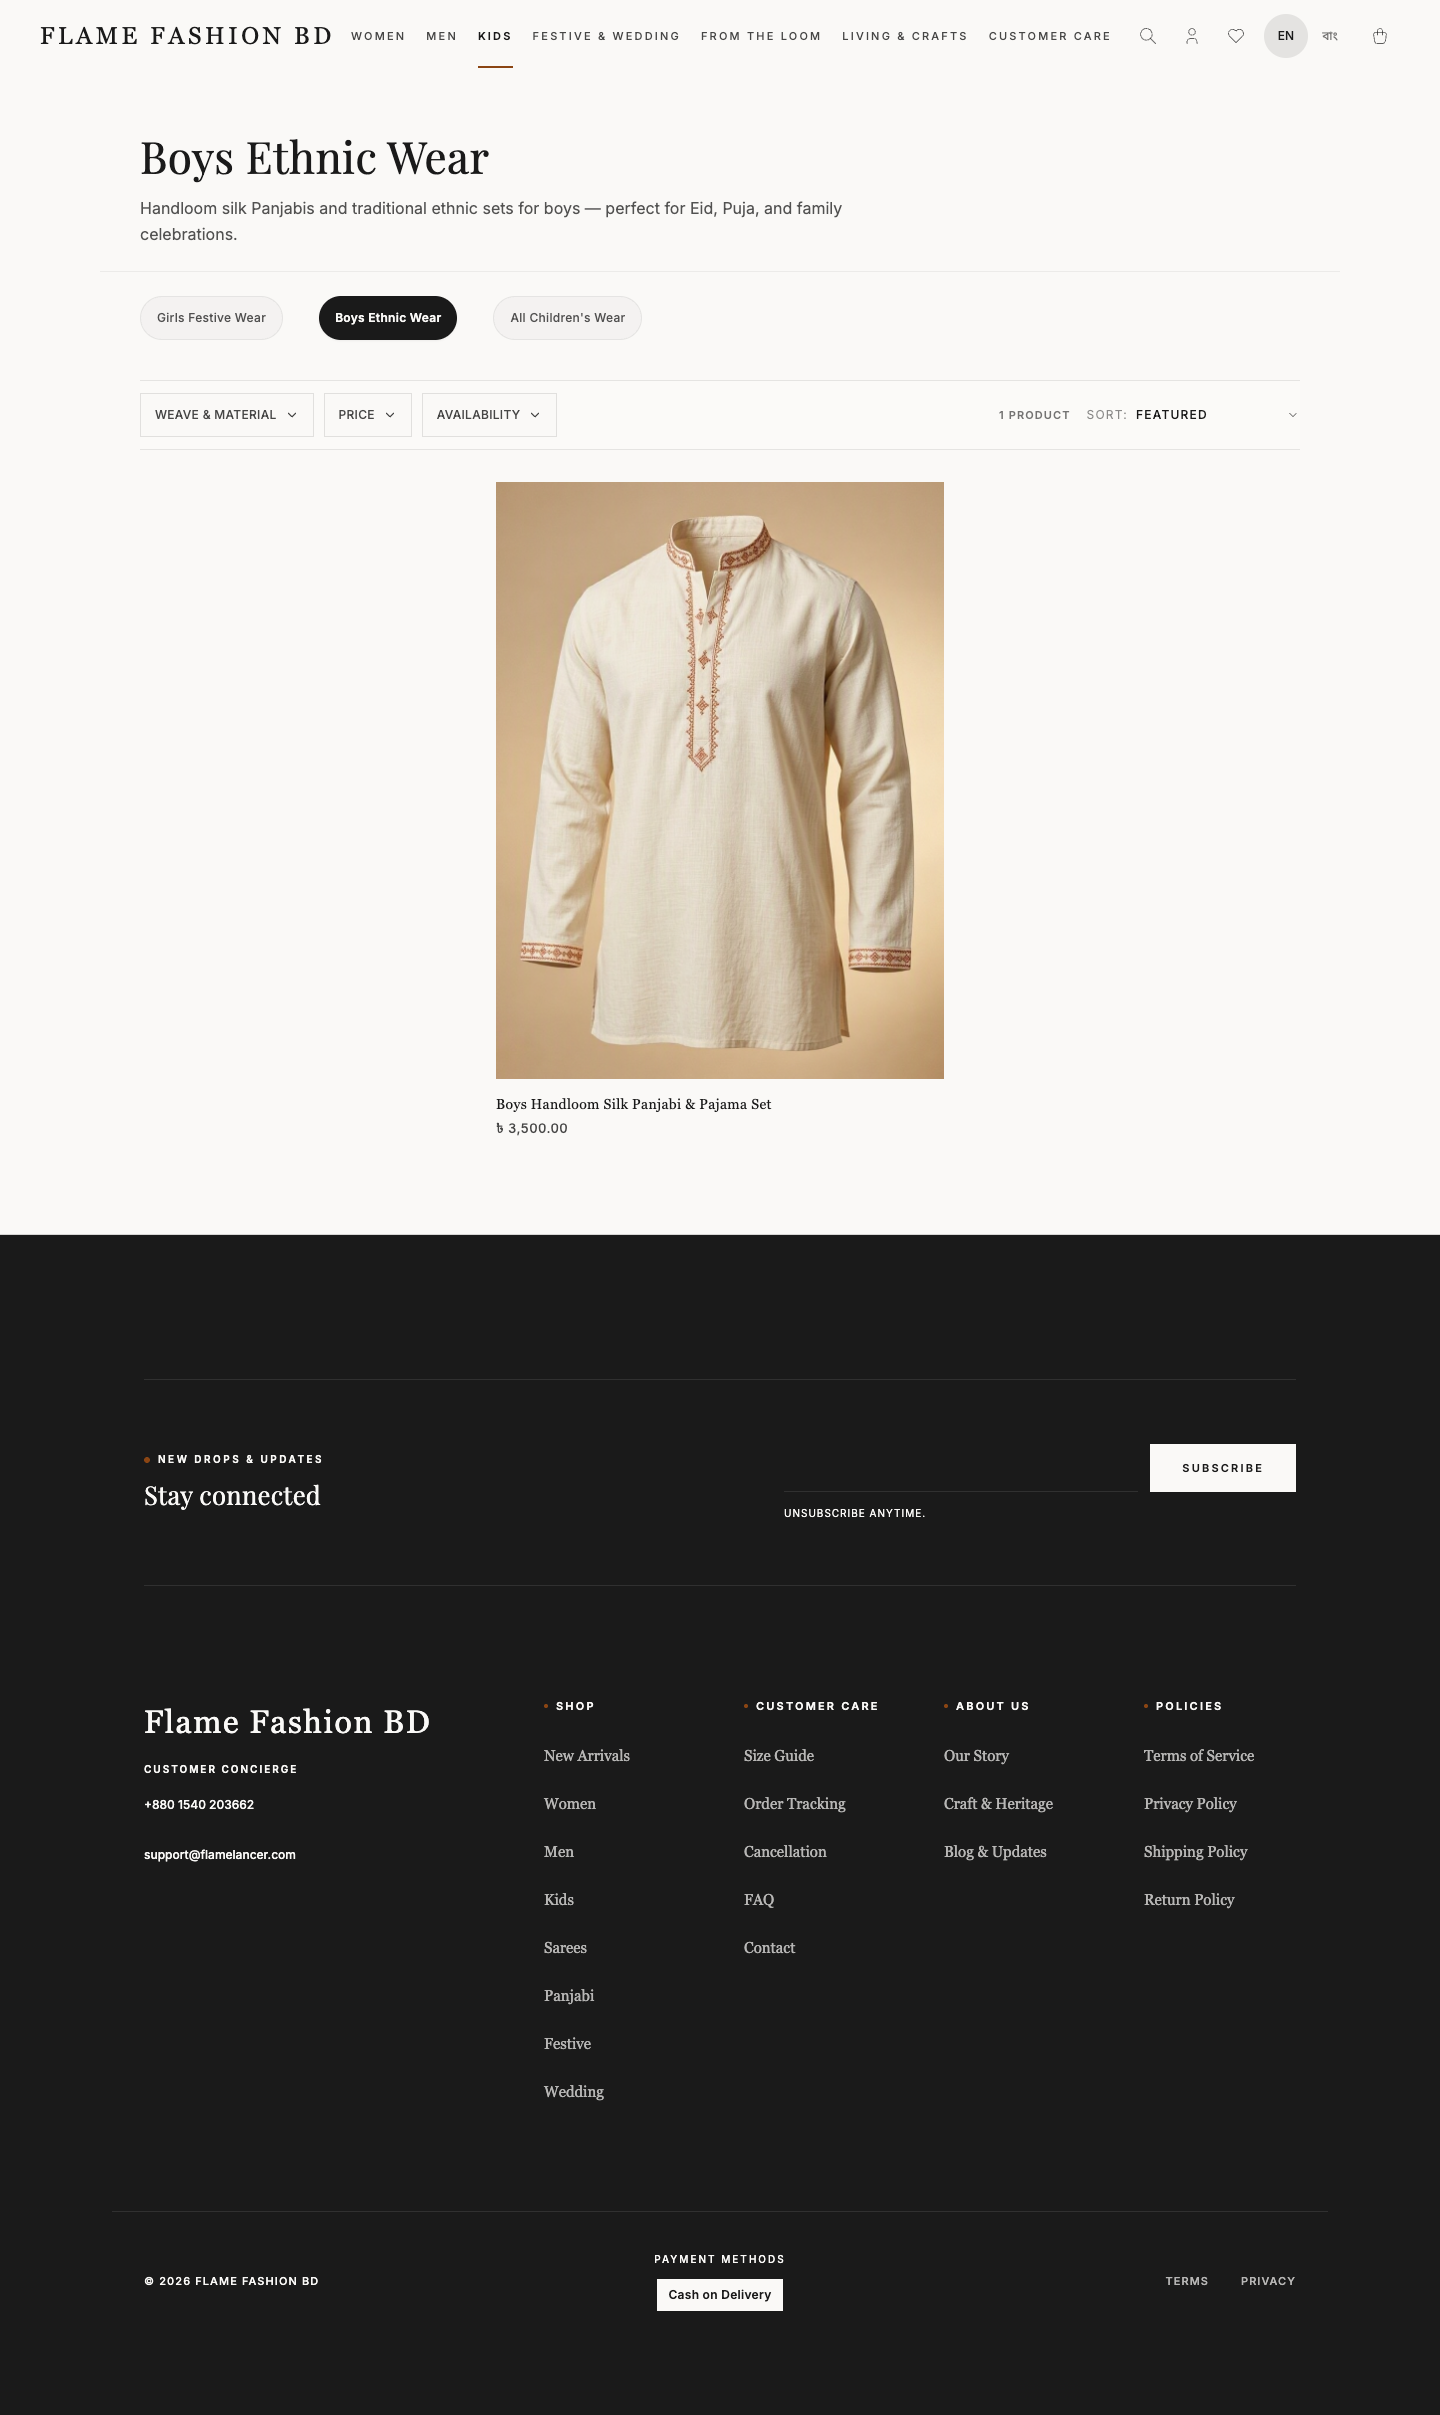 FLAME FASHION BD
WOMEN
MEN
KIDS
FESTIVE & WEDDING
FROM THE LOOM
LIVING & CRAFTS
CUSTOMER CARE
EN
বাং
Boys Ethnic Wear
Handloom silk Panjabis and traditional ethnic sets for boys — perfect for Eid, Puja, and family
celebrations.
Girls Festive Wear
Boys Ethnic Wear
All Children's Wear
WEAVE & MATERIAL
PRICE
AVAILABILITY
1 PRODUCT
SORT: FEATURED
Boys Handloom Silk Panjabi & Pajama Set
৳ 3,500.00
NEW DROPS & UPDATES
Stay connected
SUBSCRIBE
UNSUBSCRIBE ANYTIME.
Flame Fashion BD
CUSTOMER CONCIERGE
+880 1540 203662
support@flamelancer.com
SHOP
New Arrivals
Women
Men
Kids
Sarees
Panjabi
Festive
Wedding
CUSTOMER CARE
Size Guide
Order Tracking
Cancellation
FAQ
Contact
ABOUT US
Our Story
Craft & Heritage
Blog & Updates
POLICIES
Terms of Service
Privacy Policy
Shipping Policy
Return Policy
© 2026 FLAME FASHION BD
PAYMENT METHODS
Cash on Delivery
TERMS
PRIVACY